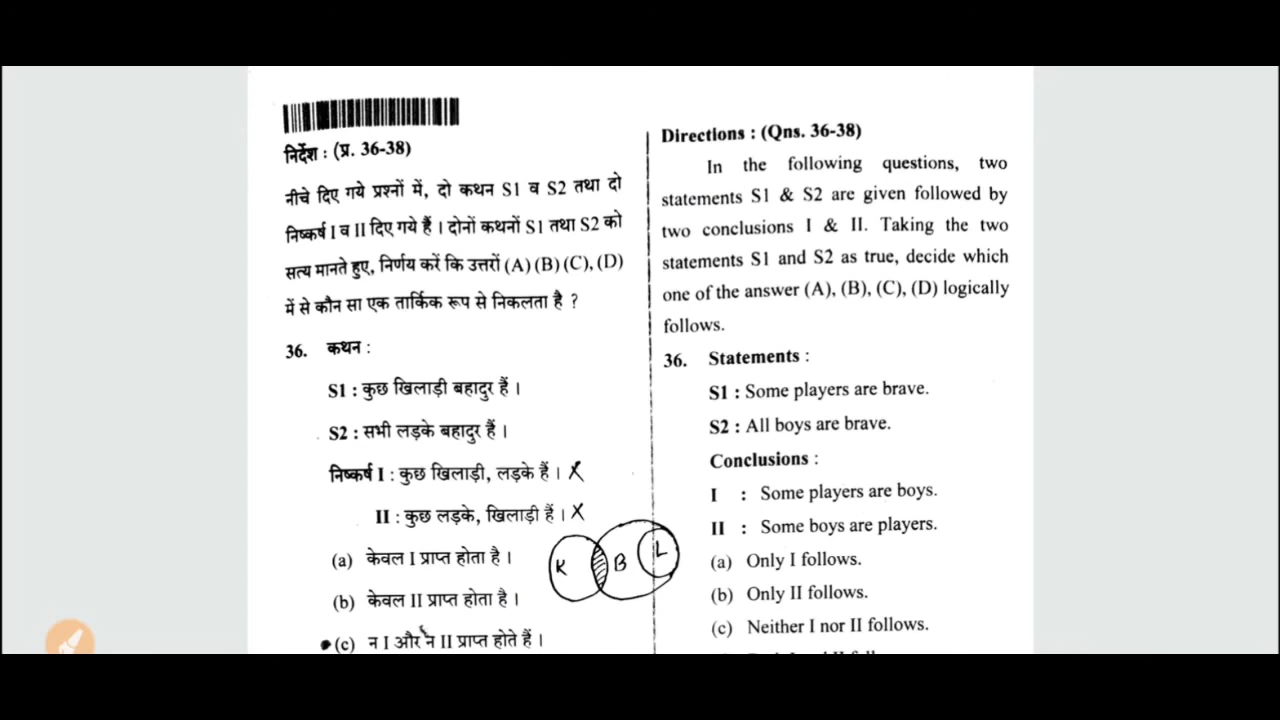 निर्देश : (प्र. 36-38)
नीचे दिए गये प्रश्नों में, दो कथन S1 व S2 तथा दो
निष्कर्ष I व II दिए गये हैं । दोनों कथनों S1 तथा S2 को
सत्य मानते हुए, निर्णय करें कि उत्तरों (A) (B) (C), (D)
में से कौन सा एक तार्किक रूप से निकलता है ?
36. कथन :
S1 : कुछ खिलाड़ी बहादुर हैं ।
S2 : सभी लड़के बहादुर हैं ।
निष्कर्ष I : कुछ खिलाड़ी, लड़के हैं । X
II : कुछ लड़के, खिलाड़ी हैं । X
(a) केवल I प्राप्त होता है ।
(b) केवल II प्राप्त होता है ।
(c) न I और न II प्राप्त होते हैं ।
K B L
Directions : (Qns. 36-38)
In the following questions, two
statements S1 & S2 are given followed by
two conclusions I & II. Taking the two
statements S1 and S2 as true, decide which
one of the answer (A), (B), (C), (D) logically
follows.
36. Statements :
S1 : Some players are brave.
S2 : All boys are brave.
Conclusions :
I : Some players are boys.
II : Some boys are players.
(a) Only I follows.
(b) Only II follows.
(c) Neither I nor II follows.